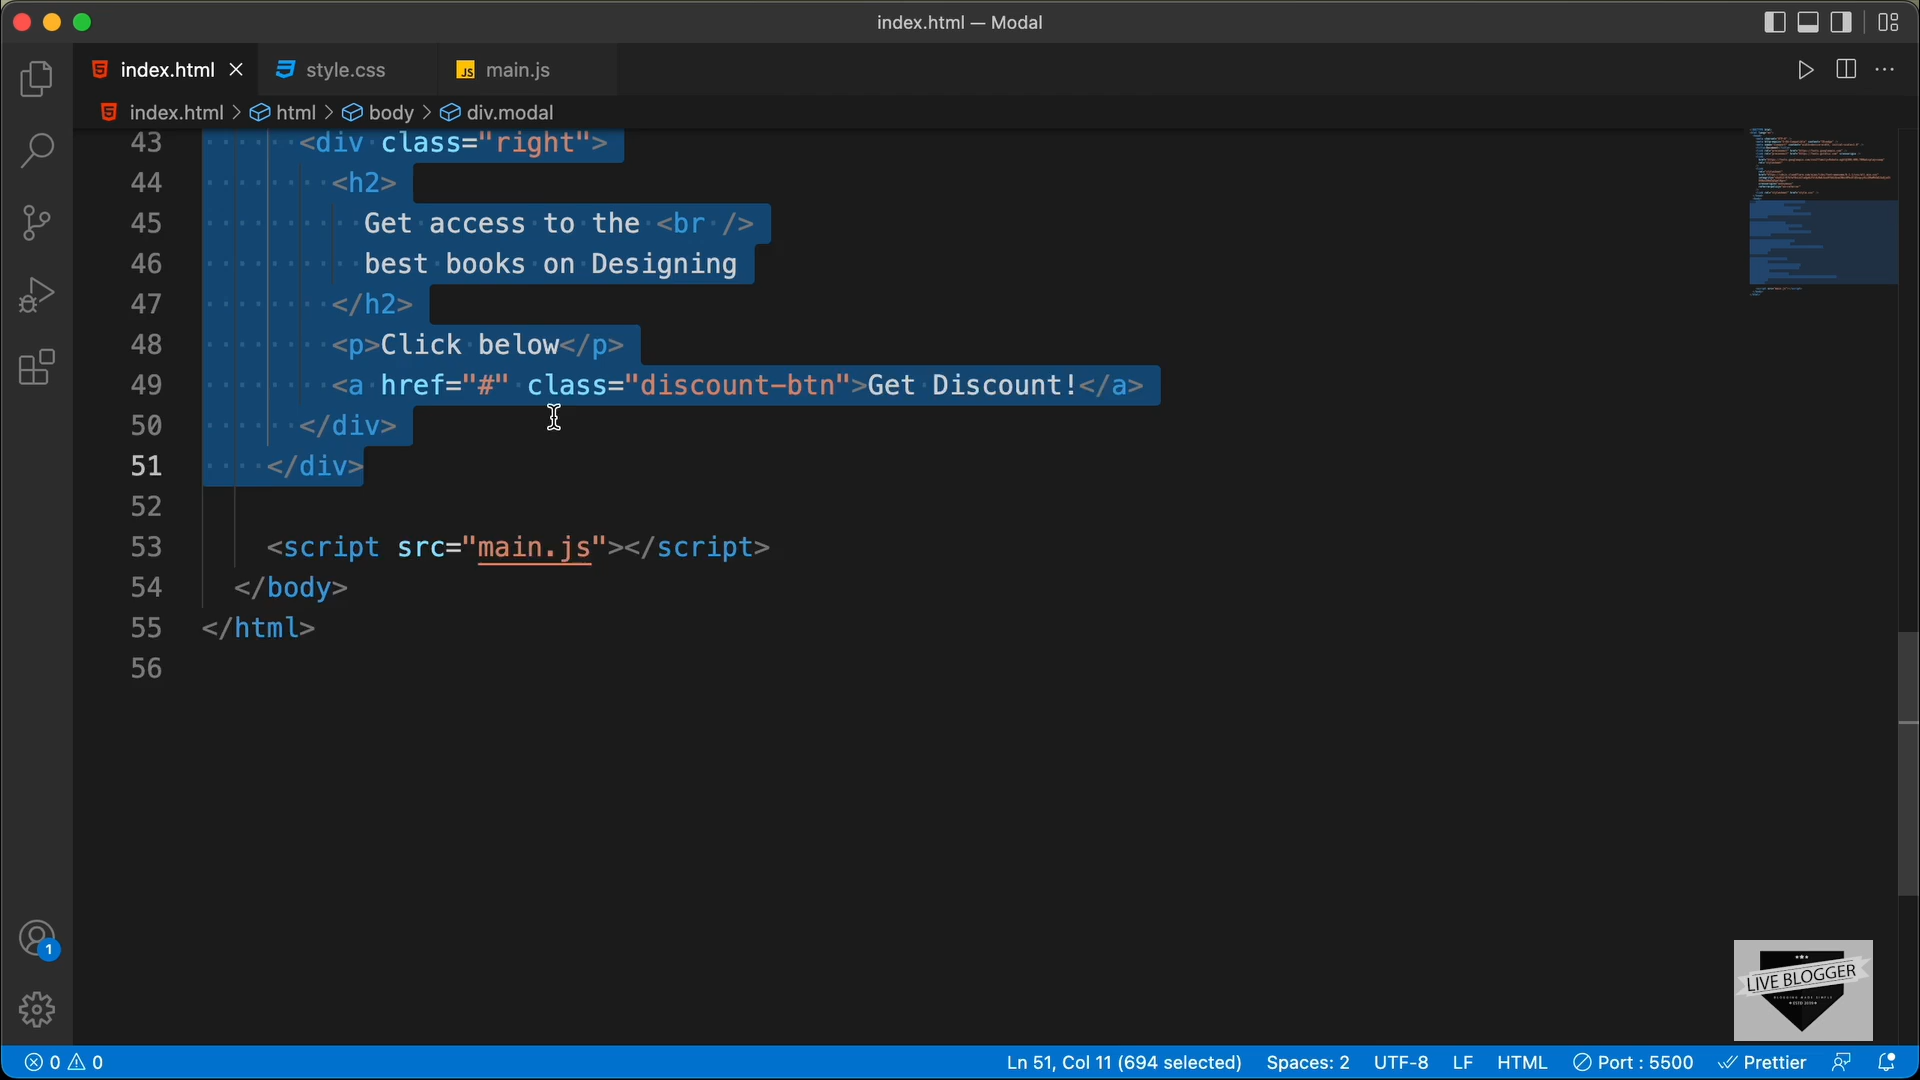 index.html — Modal
index.html style.css JS main.js
index.html > html > body > div.modal
43 <div class="right">
44 <h2>
45 Get access to the <br />
46 best books on Designing
47 </h2>
48 <p>Click below</p>
49 <a href="#" class="discount-btn">Get Discount!</a>
50 </div>
51 </div>
52
53 <script src="main.js"></script>
54 </body>
55 </html>
56
1
LIVE BLOGGER
0 0 Ln 51, Col 11 (694 selected) Spaces: 2 UTF-8 LF HTML Port : 5500 Prettier